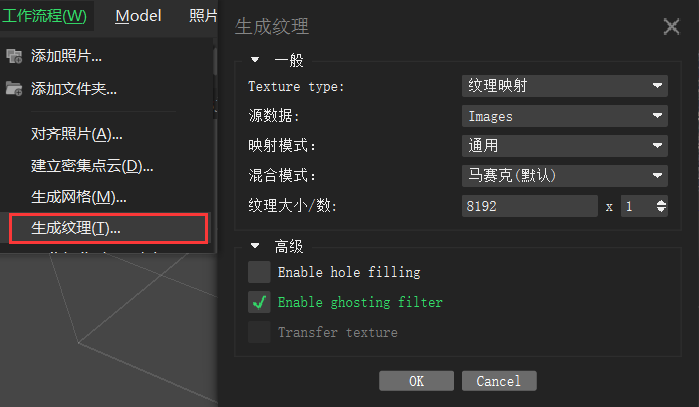 工作流程(W) Model 照片
添加照片...
添加文件夹...
对齐照片(A)...
建立密集点云(D)...
生成网格(M)...
生成纹理(T)...
生成纹理
一般
Texture type: 纹理映射
源数据: Images
映射模式: 通用
混合模式: 马赛克(默认)
纹理大小/数: 8192 x 1
高级
Enable hole filling
Enable ghosting filter
Transfer texture
OK Cancel